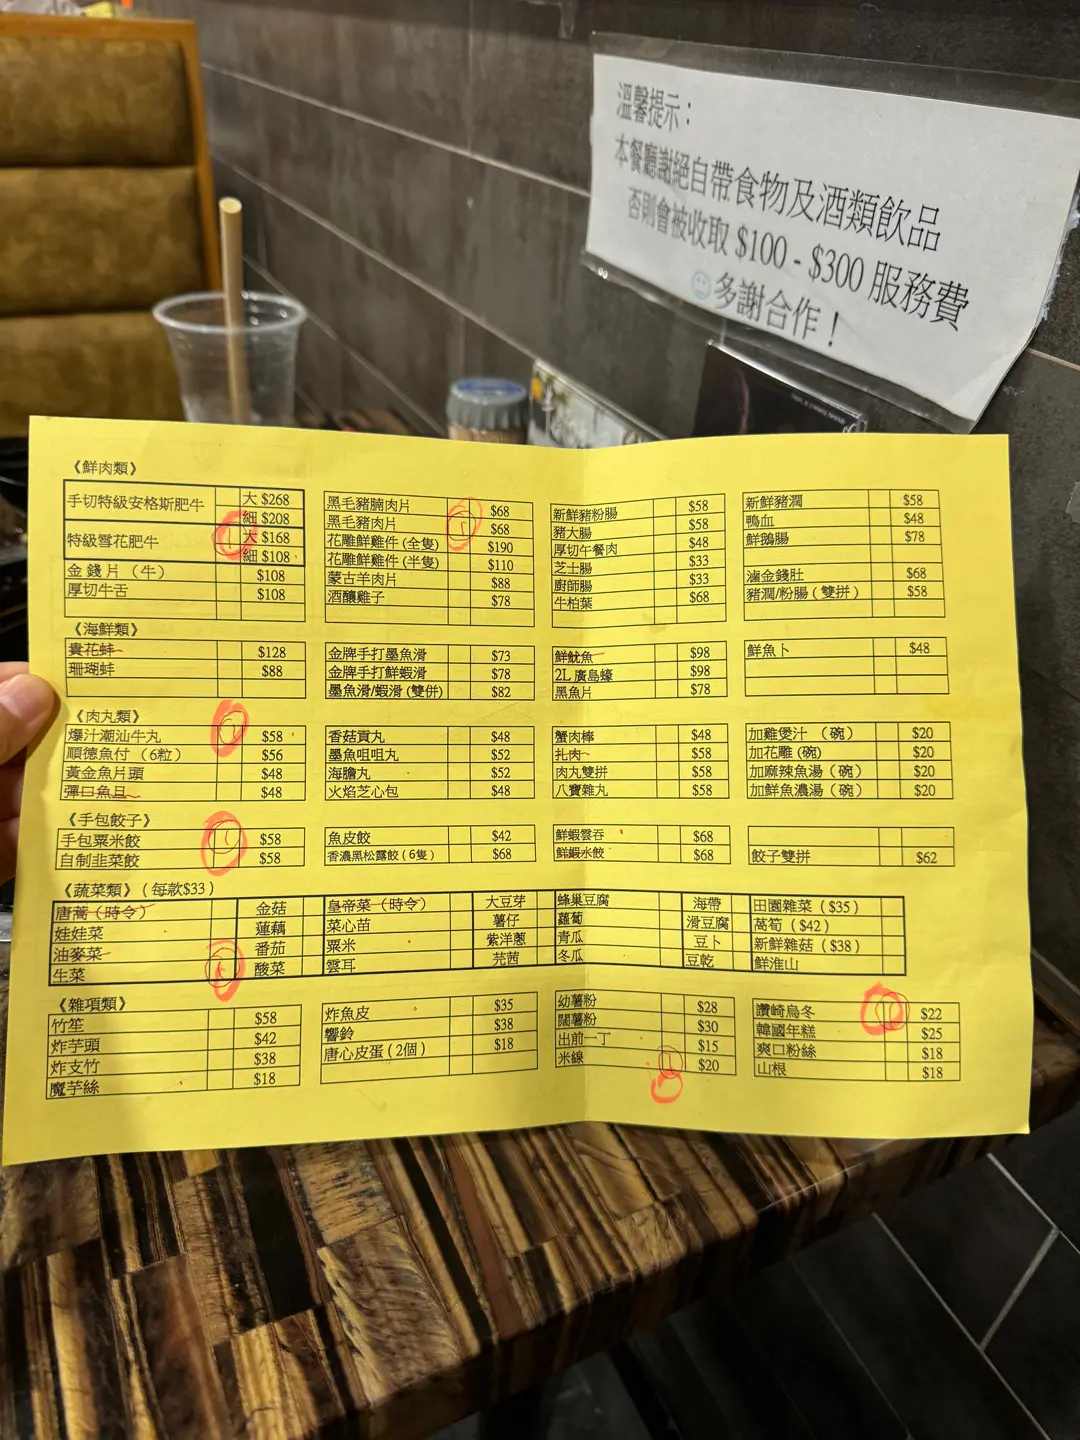 溫馨提示：
本餐廳謝絕自帶食物及酒類飲品
否則會被收取 $100 - $300 服務費
多謝合作！
《鮮肉類》
手切特級安格斯肥牛 大 $268
細 $208
特級雪花肥牛 大 $168
細 $108
金錢片（牛） $108
厚切牛舌 $108
黑毛豬腩肉片 $68
黑毛豬肉片 $68
花雕鮮雞件 (全隻) $190
花雕鮮雞件 (半隻) $110
蒙古羊肉片 $88
酒釀雞子 $78
新鮮豬粉腸 $58
豬大腸 $58
厚切午餐肉 $48
芝士腸 $33
廚師腸 $33
牛柏葉 $68
新鮮豬潤 $58
鴨血 $48
鮮鵝腸 $78
滷金錢肚 $68
豬潤/粉腸 ( 雙拼 ) $58
《海鮮類》
貴花蚌 $128
珊瑚蚌 $88
金牌手打墨魚滑 $73
金牌手打鮮蝦滑 $78
墨魚滑/蝦滑 (雙併) $82
鮮魷魚 $98
2L 廣島蠔 $98
黑魚片 $78
鮮魚卜 $48
《肉丸類》
爆汁潮汕牛丸 $58
順德魚付 （6粒） $56
黃金魚片頭 $48
彈口魚旦 $48
香菇貢丸 $48
墨魚咀咀丸 $52
海膽丸 $52
火焰芝心包 $48
蟹肉棒 $48
扎肉 $58
肉丸雙拼 $58
八寶雜丸 $58
加雞煲汁 （碗） $20
加花雕 (碗) $20
加麻辣魚湯（碗） $20
加鮮魚濃湯（碗） $20
《手包餃子》
手包粟米餃 $58
自制韭菜餃 $58
魚皮餃 $42
香濃黑松露餃 ( 6隻 ) $68
鮮蝦雲吞 $68
鮮蝦水餃 $68
餃子雙拼 $62
《蔬菜類》（每款$33）
唐蒿（時令） 金菇 皇帝菜（時令） 大豆芽 蜂巢豆腐 海帶 田園雜菜 ( $35 )
娃娃菜 蓮藕 菜心苗 薯仔 蘿蔔 滑豆腐 萵筍 ( $42 )
油麥菜 番茄 粟米 紫洋蔥 青瓜 豆卜 新鮮雜菇 ( $38 )
生菜 酸菜 雲耳 芫茜 冬瓜 豆乾 鮮淮山
《雜項類》
竹笙 $58
炸芋頭 $42
炸支竹 $38
魔芋絲 $18
炸魚皮 $35
響鈴 $38
唐心皮蛋 ( 2個 ) $18
幼薯粉 $28
闊薯粉 $30
出前一丁 $15
米線 $20
讚崎烏冬 $22
韓國年糕 $25
爽口粉絲 $18
山根 $18